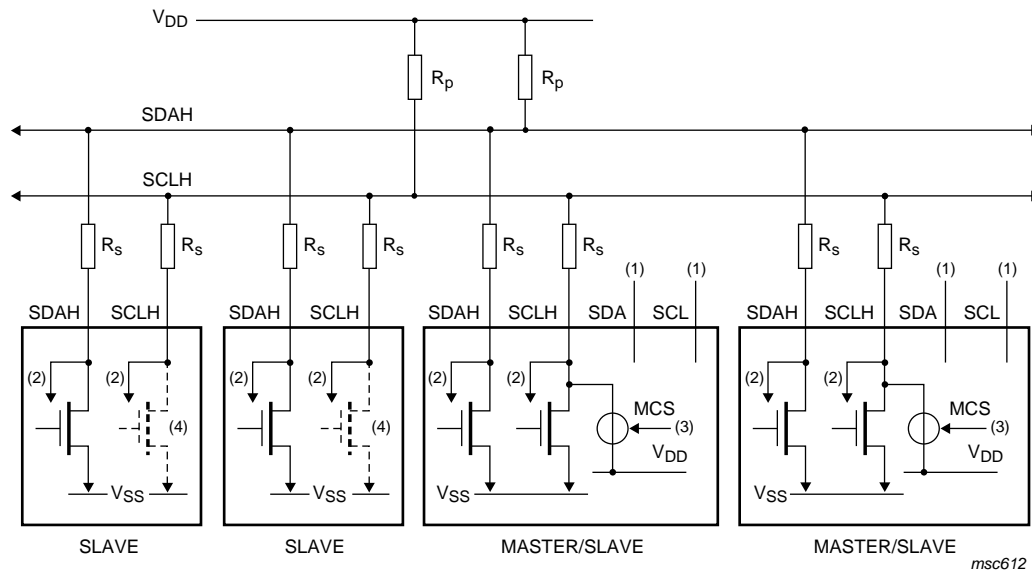 VDD
Rp Rp
SDAH
SCLH
Rs Rs Rs Rs Rs Rs Rs Rs
(1) (1) (1) (1)
SDAH SCLH SDAH SCLH SDAH SCLH SDA SCL SDAH SCLH SDA SCL
(2) (2) (2) (2) (2) (2) (2) (2)
(4) (4) MCS (3) MCS (3)
VDD VDD
VSS VSS VSS VSS
SLAVE SLAVE MASTER/SLAVE MASTER/SLAVE
msc612